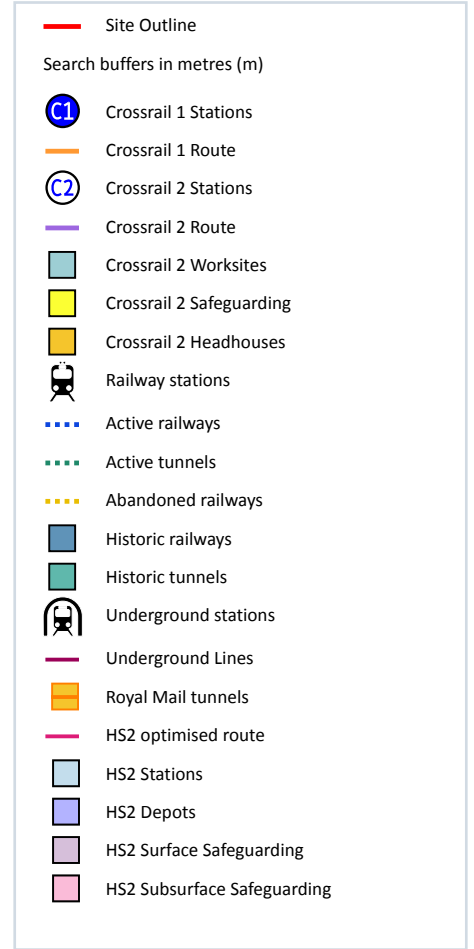 Site Outline
Search buffers in metres (m)
C1 Crossrail 1 Stations
Crossrail 1 Route
C2 Crossrail 2 Stations
Crossrail 2 Route
Crossrail 2 Worksites
Crossrail 2 Safeguarding
Crossrail 2 Headhouses
Railway stations
Active railways
Active tunnels
Abandoned railways
Historic railways
Historic tunnels
Underground stations
Underground Lines
Royal Mail tunnels
HS2 optimised route
HS2 Stations
HS2 Depots
HS2 Surface Safeguarding
HS2 Subsurface Safeguarding